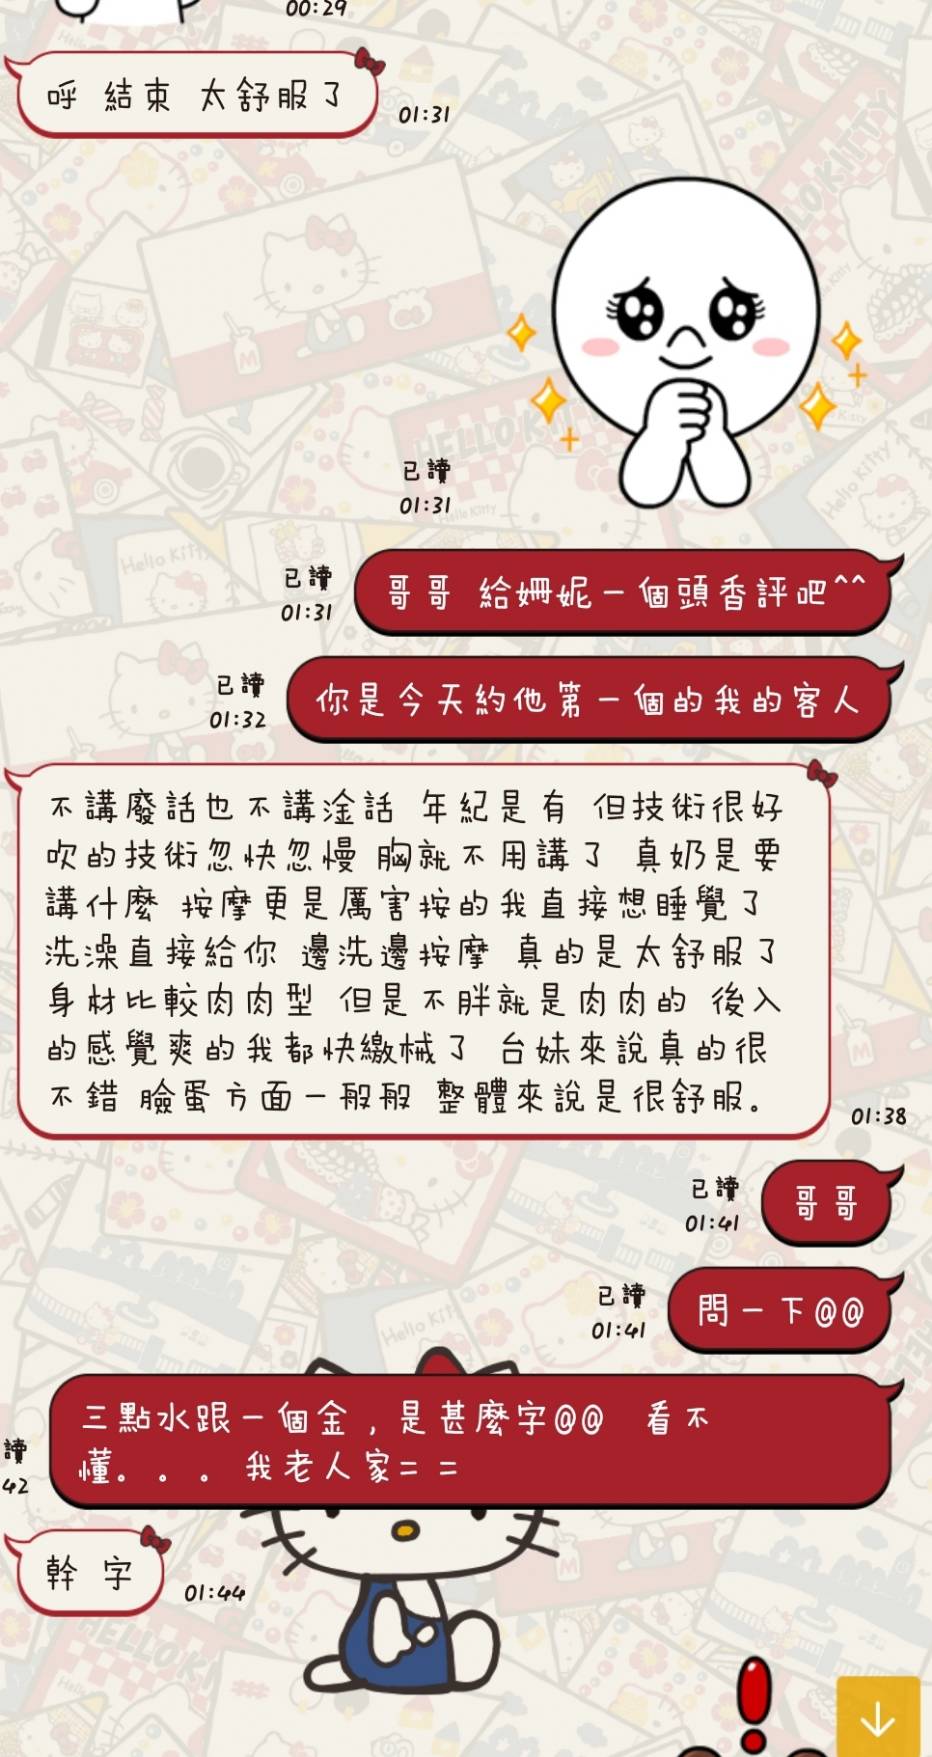 00:29
呼 結束 太舒服了
01:31
已讀
01:31
哥哥 給姍妮一個頭香評吧^^
已讀
01:31
你是今天約他第一個的我的客人
已讀
01:32
不講廢話也不講淦話 年紀是有 但技術很好
吹的技術忽快忽慢 胸就不用講了 真奶是要
講什麼 按摩更是厲害按的我直接想睡覺了
洗澡直接給你 邊洗邊按摩 真的是太舒服了
身材比較肉肉型 但是不胖就是肉肉的 後入
的感覺爽的我都快繳械了 台妹來說真的很
不錯 臉蛋方面一般般 整體來說是很舒服。
01:38
哥哥
已讀
01:41
問一下@@
已讀
01:41
三點水跟一個金，是甚麼字@@ 看不
懂。。。我老人家= =
讀
42
幹 字
01:44